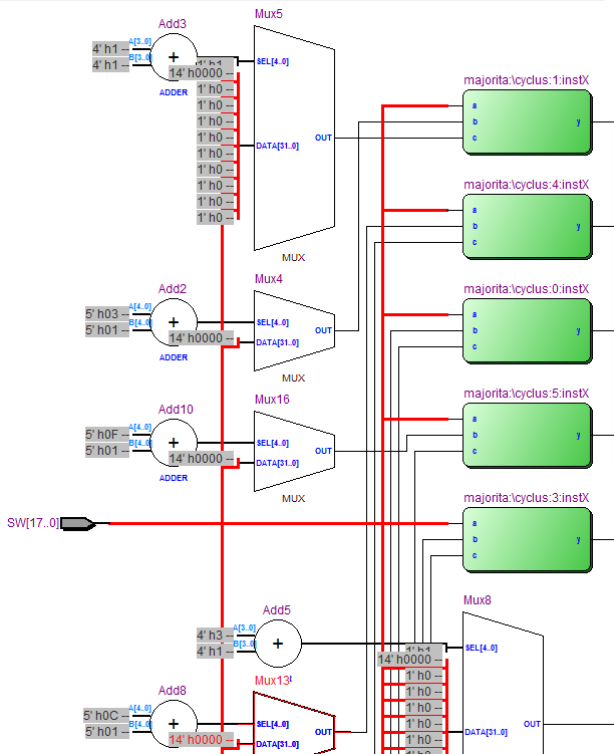 Add3
Mux5
4' h1
A[3..0]
4' h1
B[3..0]
+
ADDER
1' h1
14' h0000
1' h0
1' h0
1' h0
1' h0
1' h0
1' h0
1' h0
1' h0
1' h0
SEL[4..0]
DATA[31..0]
OUT
MUX
majorita:\cyclus:1:instX
a
b
c
y
majorita:\cyclus:4:instX
a
b
c
y
Add2
Mux4
5' h03
A[4..0]
5' h01
B[4..0]
+
ADDER
14' h0000
SEL[4..0]
DATA[31..0]
OUT
MUX
majorita:\cyclus:0:instX
a
b
c
y
Add10
Mux16
5' h0F
A[4..0]
5' h01
B[4..0]
+
ADDER
14' h0000
SEL[4..0]
DATA[31..0]
OUT
MUX
majorita:\cyclus:5:instX
a
b
c
y
SW[17..0]
majorita:\cyclus:3:instX
a
b
c
y
Add5
Mux8
4' h3
A[3..0]
4' h1
B[3..0]
+
1' h1
14' h0000
1' h0
1' h0
1' h0
1' h0
1' h0
SEL[4..0]
DATA[31..0]
OUT
Add8
Mux13
5' h0C
A[4..0]
5' h01
B[4..0]
+
14' h0000
SEL[4..0]
DATA[31..0]
OUT